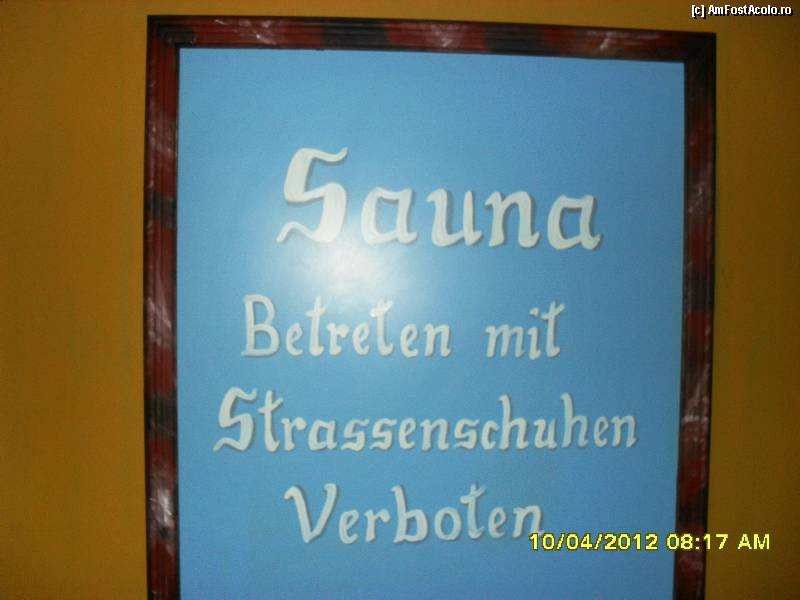 [c] AmFostAcolo.ro
Sauna
Betreten mit
Strassenschuhen
Verboten
10/04/2012 08:17 AM